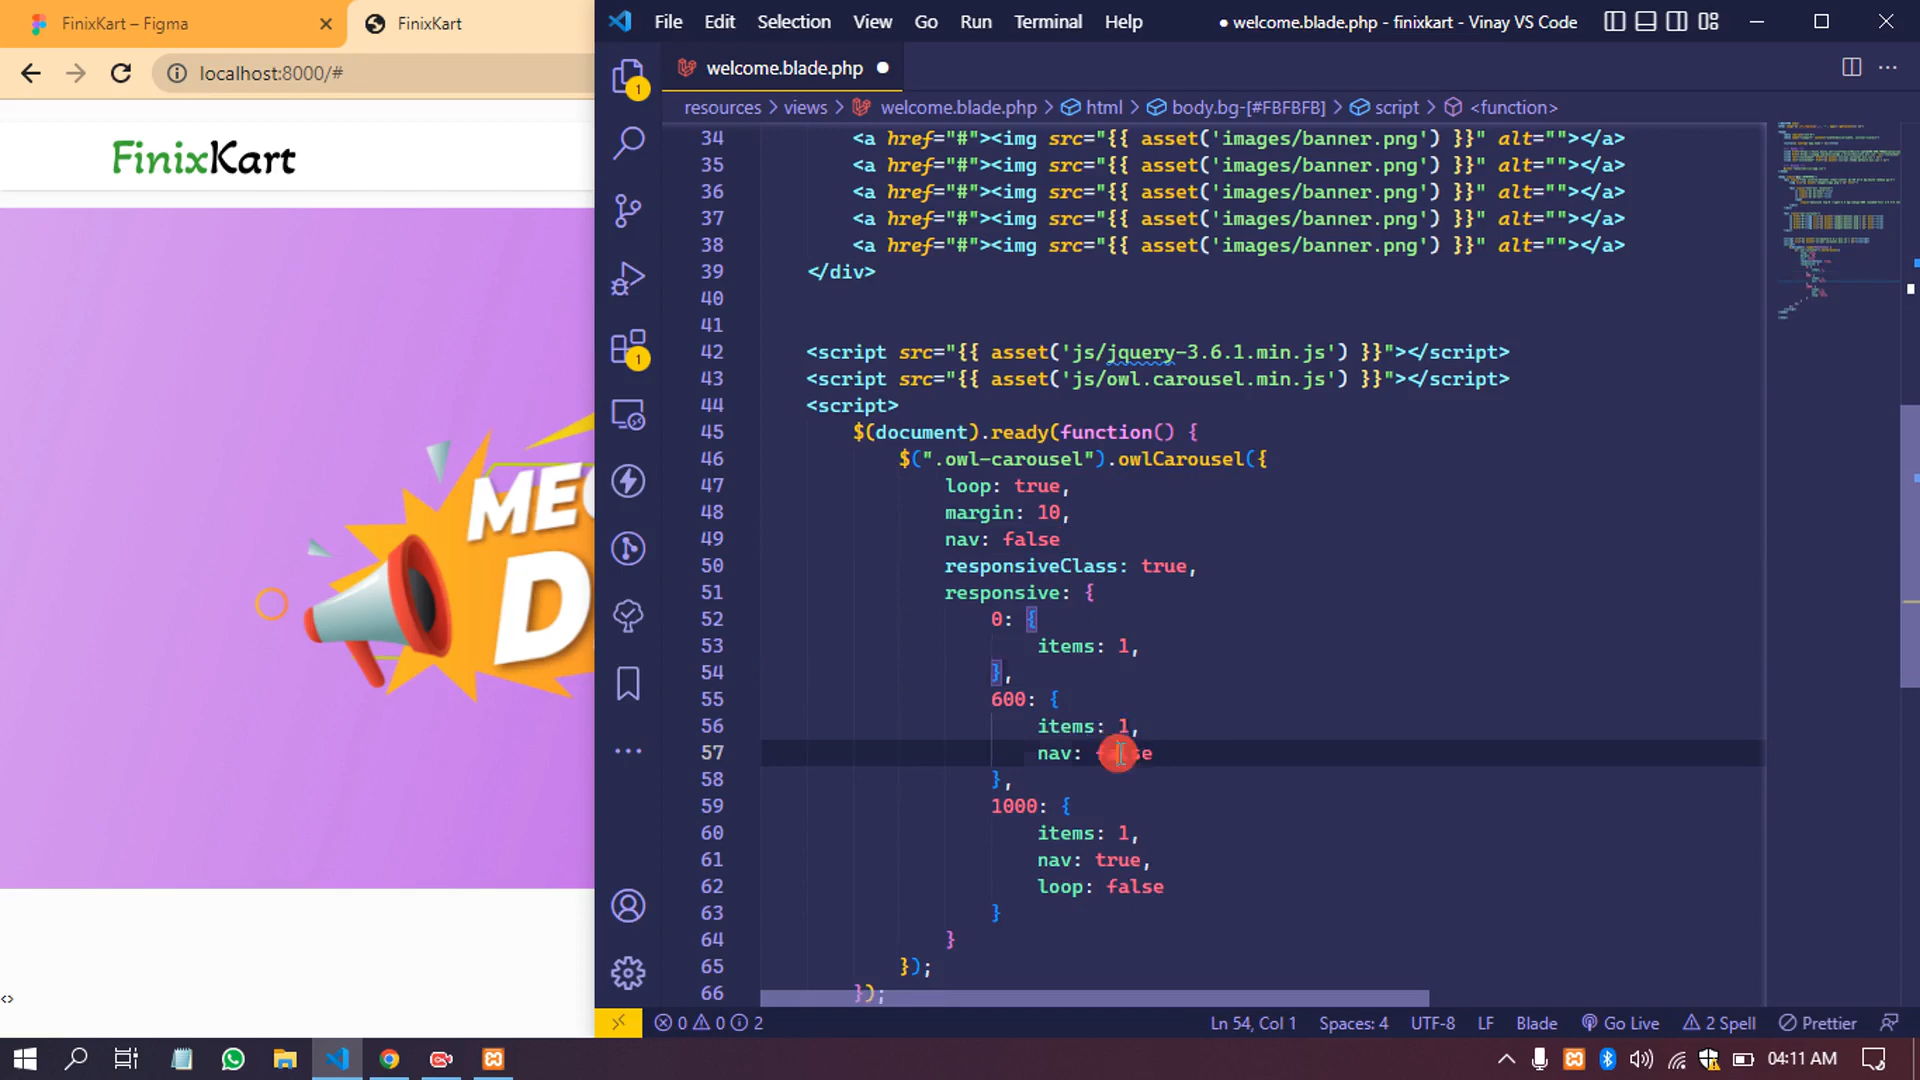 FinixKart – Figma
FinixKart
localhost:8000/#
FinixKart
MEG
D
<>
File Edit Selection View Go Run Terminal Help
● welcome.blade.php - finixkart - Vinay VS Code
welcome.blade.php
resources > views > welcome.blade.php > html > body.bg-[#FBFBFB] > script > <function>
34 <a href="#"><img src="{{ asset('images/banner.png') }}" alt=""></a>
35 <a href="#"><img src="{{ asset('images/banner.png') }}" alt=""></a>
36 <a href="#"><img src="{{ asset('images/banner.png') }}" alt=""></a>
37 <a href="#"><img src="{{ asset('images/banner.png') }}" alt=""></a>
38 <a href="#"><img src="{{ asset('images/banner.png') }}" alt=""></a>
39 </div>
40
41
42 <script src="{{ asset('js/jquery-3.6.1.min.js') }}"></script>
43 <script src="{{ asset('js/owl.carousel.min.js') }}"></script>
44 <script>
45 $(document).ready(function() {
46 $(".owl-carousel").owlCarousel({
47 loop: true,
48 margin: 10,
49 nav: false
50 responsiveClass: true,
51 responsive: {
52 0: {
53 items: 1,
54 },
55 600: {
56 items: 1,
57 nav: false
58 },
59 1000: {
60 items: 1,
61 nav: true,
62 loop: false
63 }
64 }
65 });
66 });
1
1
0 0 2
Ln 54, Col 1 Spaces: 4 UTF-8 LF Blade Go Live 2 Spell Prettier
04:11 AM